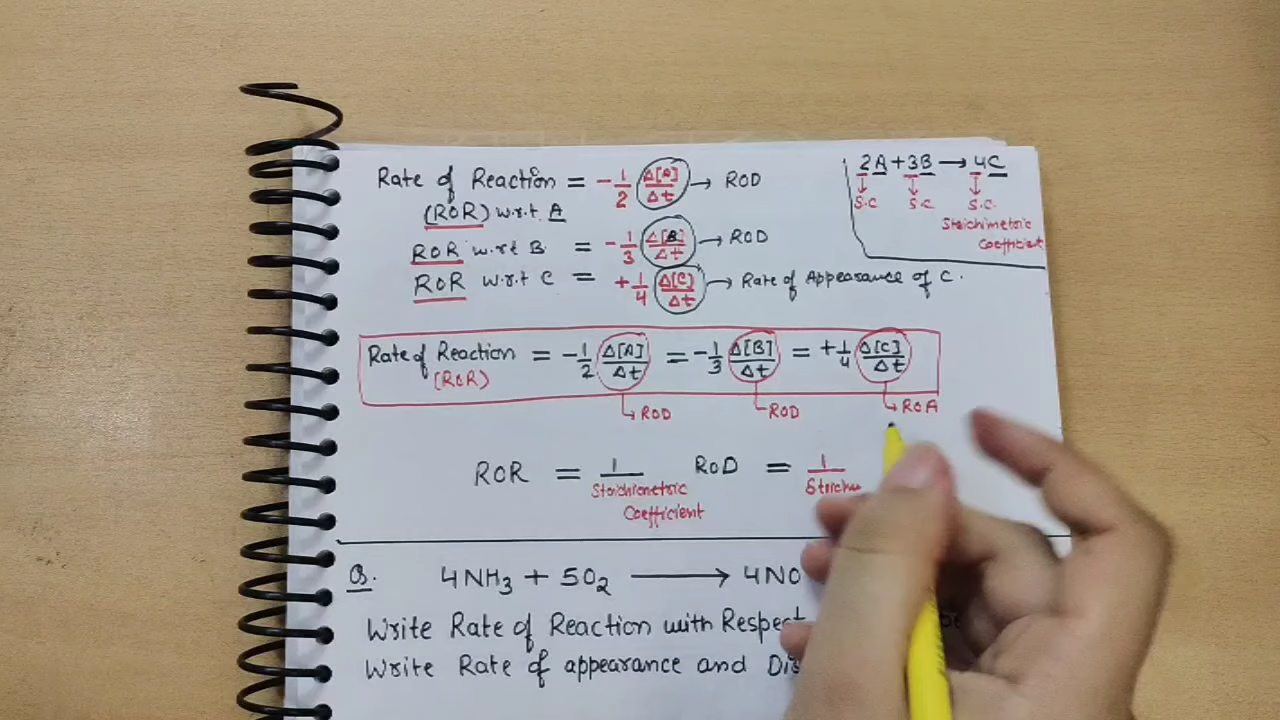 Rate of Reaction = -1/2 Δ[A]/Δt → ROD
(ROR) w.r.t A
ROR w.r.t B = -1/3 Δ[B]/Δt → ROD
ROR w.r.t C = +1/4 Δ[C]/Δt → Rate of Appearance of C.
2A + 3B → 4C
S.C S.C S.C.
Stoichimetric
Coefficient
Rate of Reaction = -1/2 Δ[A]/Δt = -1/3 Δ[B]/Δt = +1/4 Δ[C]/Δt
(ROR)
ROD ROD ROA
ROR = 1/Stoichiometric Coefficient ROD = 1/
Q. 4NH3 + 5O2 → 4NO
Write Rate of Reaction with Respect
Write Rate of appearance and